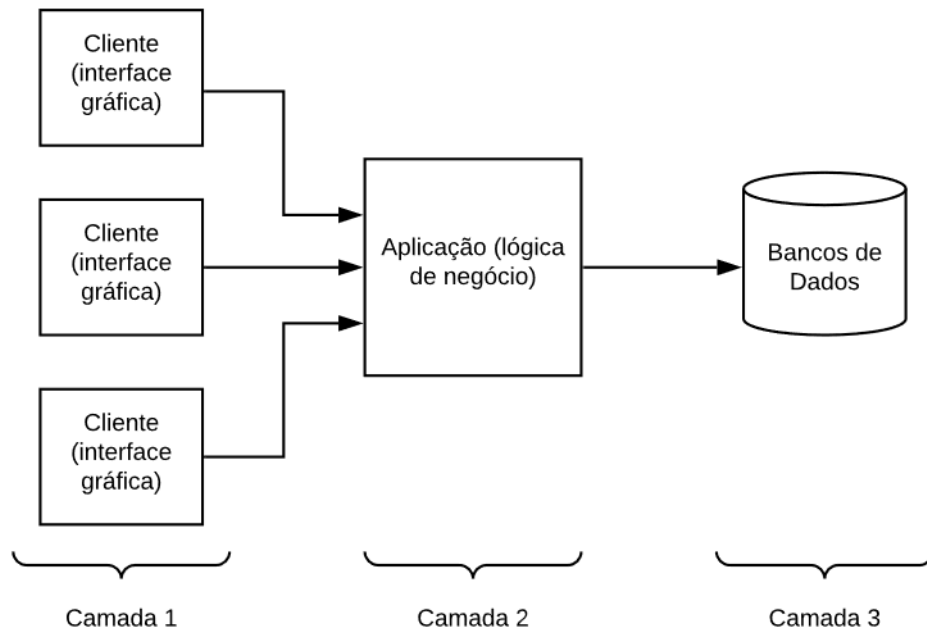 Cliente
(interface
gráfica)
Cliente
(interface
gráfica)
Cliente
(interface
gráfica)
Aplicação (lógica
de negócio)
Bancos de
Dados
Camada 1
Camada 2
Camada 3